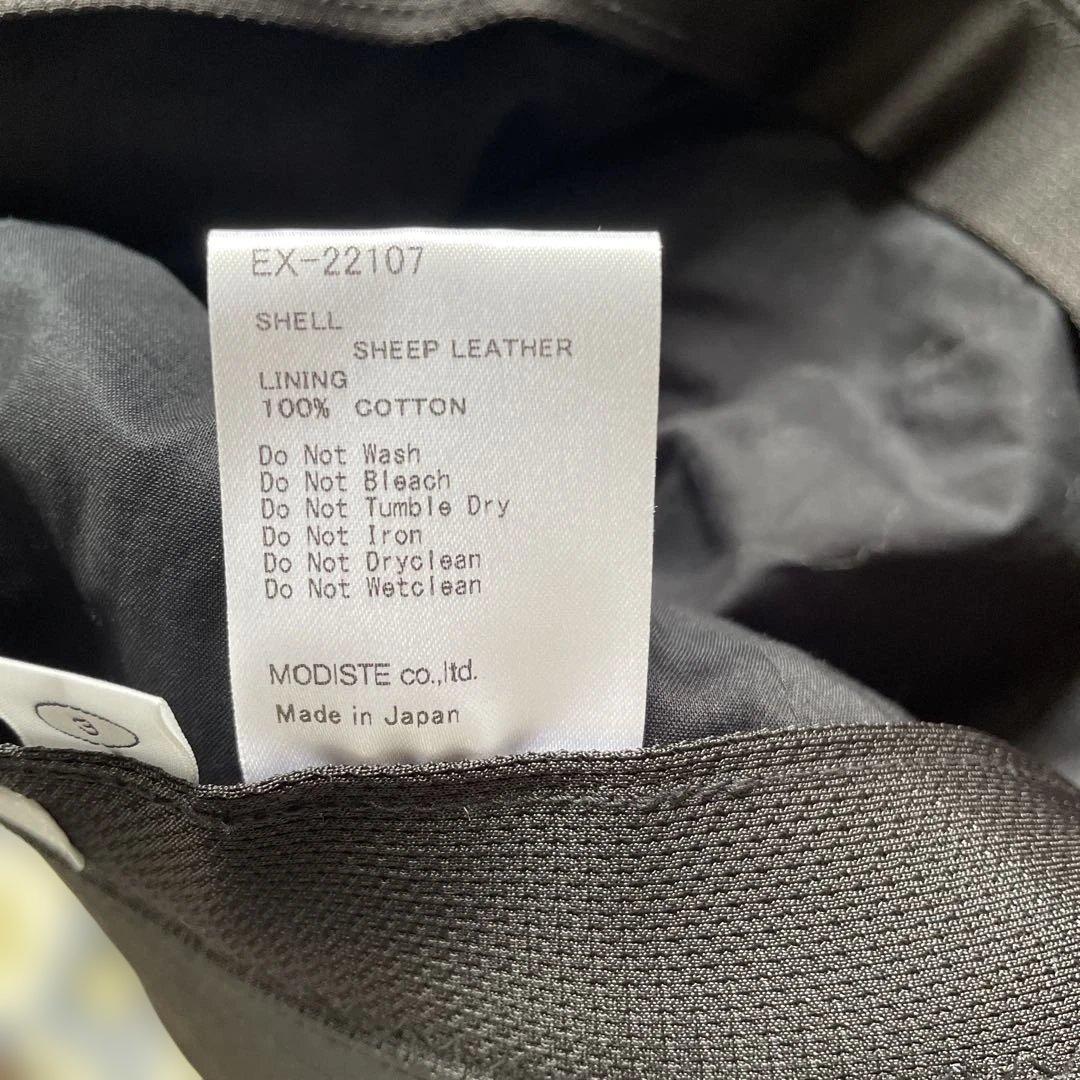 EX-22107
SHELL
SHEEP LEATHER
LINING
100% COTTON
Do Not Wash
Do Not Bleach
Do Not Tumble Dry
Do Not Iron
Do Not Dryclean
Do Not Wetclean
MODISTE co.,ltd.
Made in Japan
3